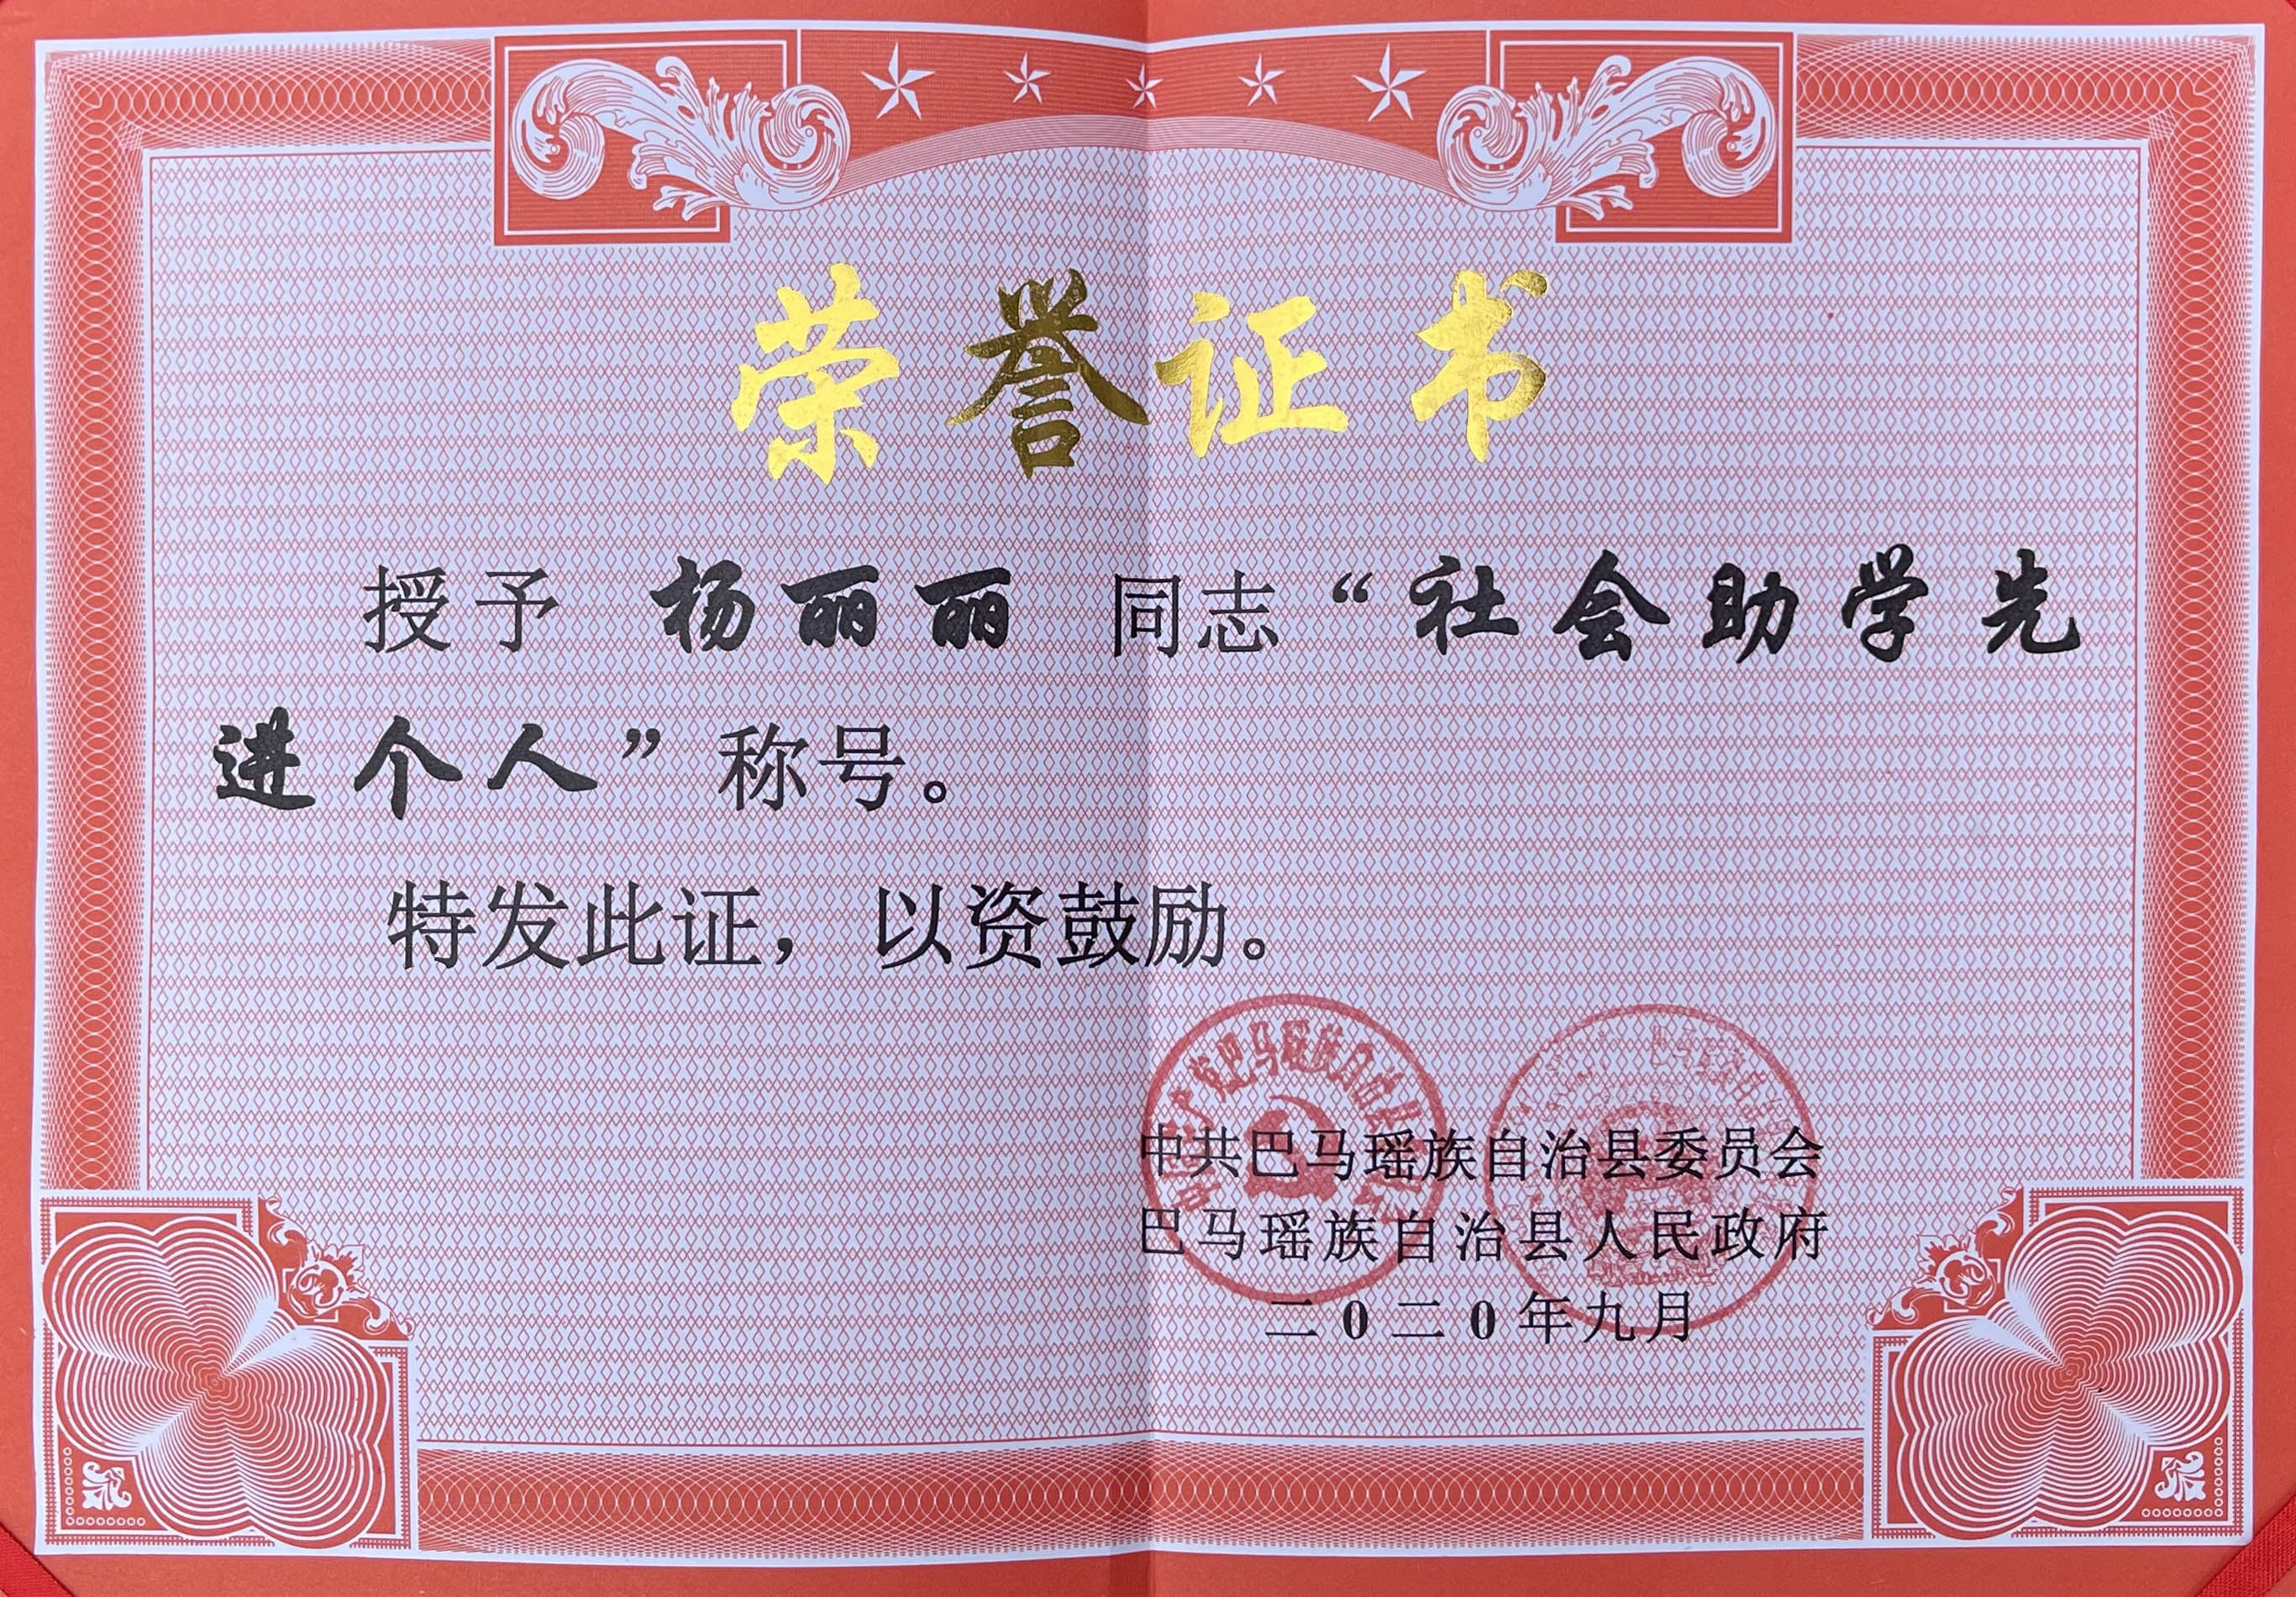 荣誉证书
授予 杨丽丽 同志“社会助学先
进个人”称号。
特发此证，以资鼓励。
中共巴马瑶族自治县委员会
巴马瑶族自治县人民政府
二0二0年九月